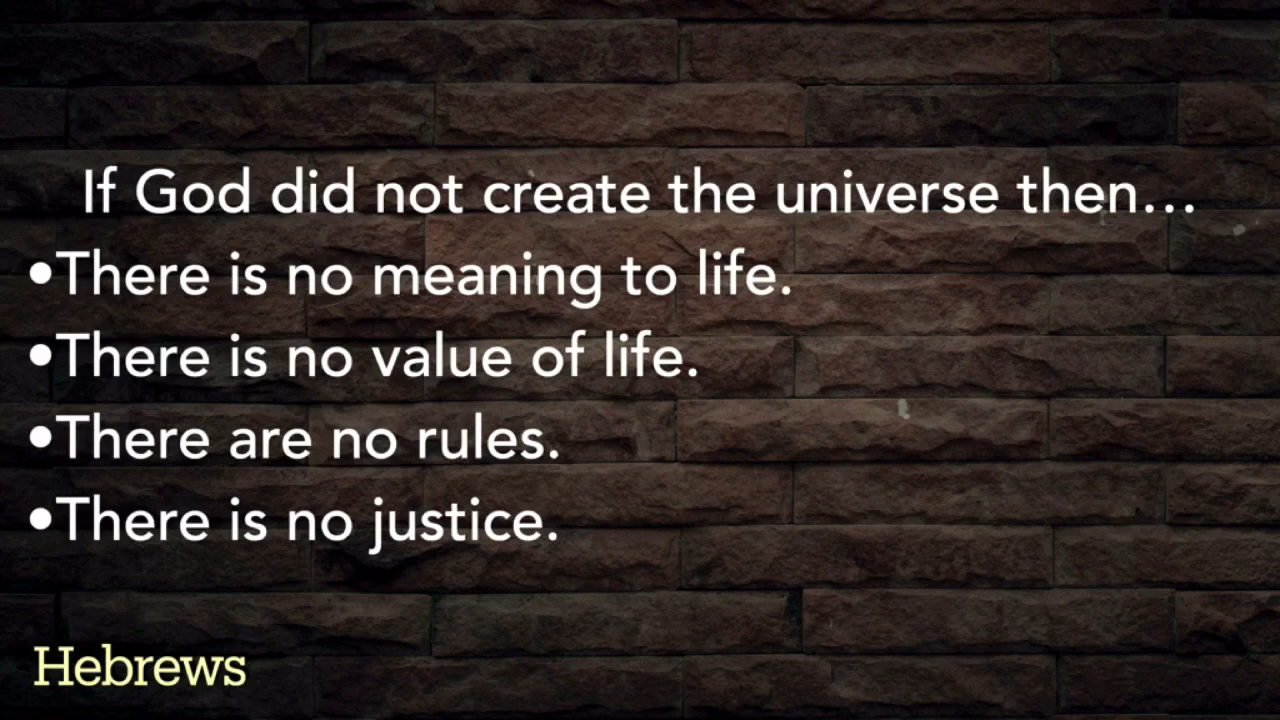 If God did not create the universe then…
•There is no meaning to life.
•There is no value of life.
•There are no rules.
•There is no justice.
Hebrews